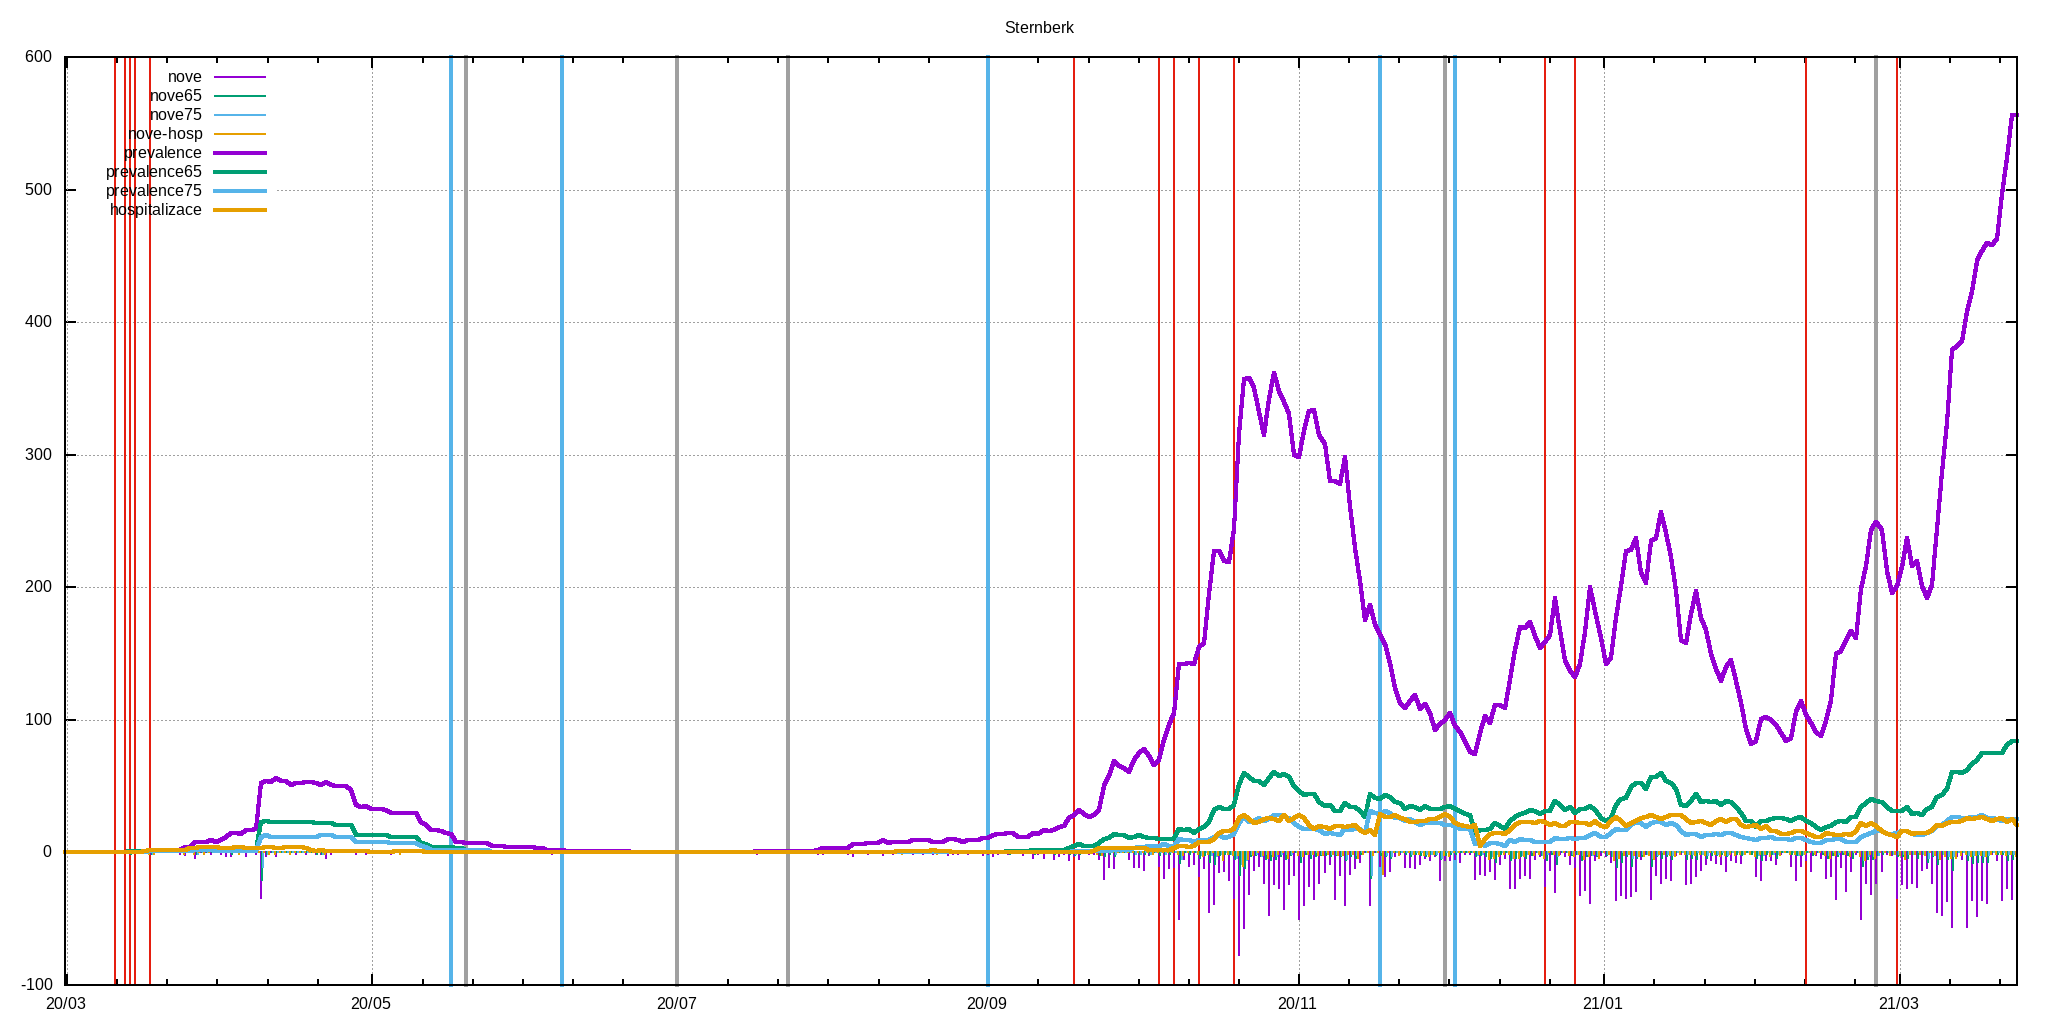 Sternberk
600
nove
nove65
nove75
nove-hosp
prevalence
prevalence65
prevalence75
hospitalizace
500
400
300
200
100
0
-100
20/03 20/05 20/07 20/09 20/11 21/01 21/03